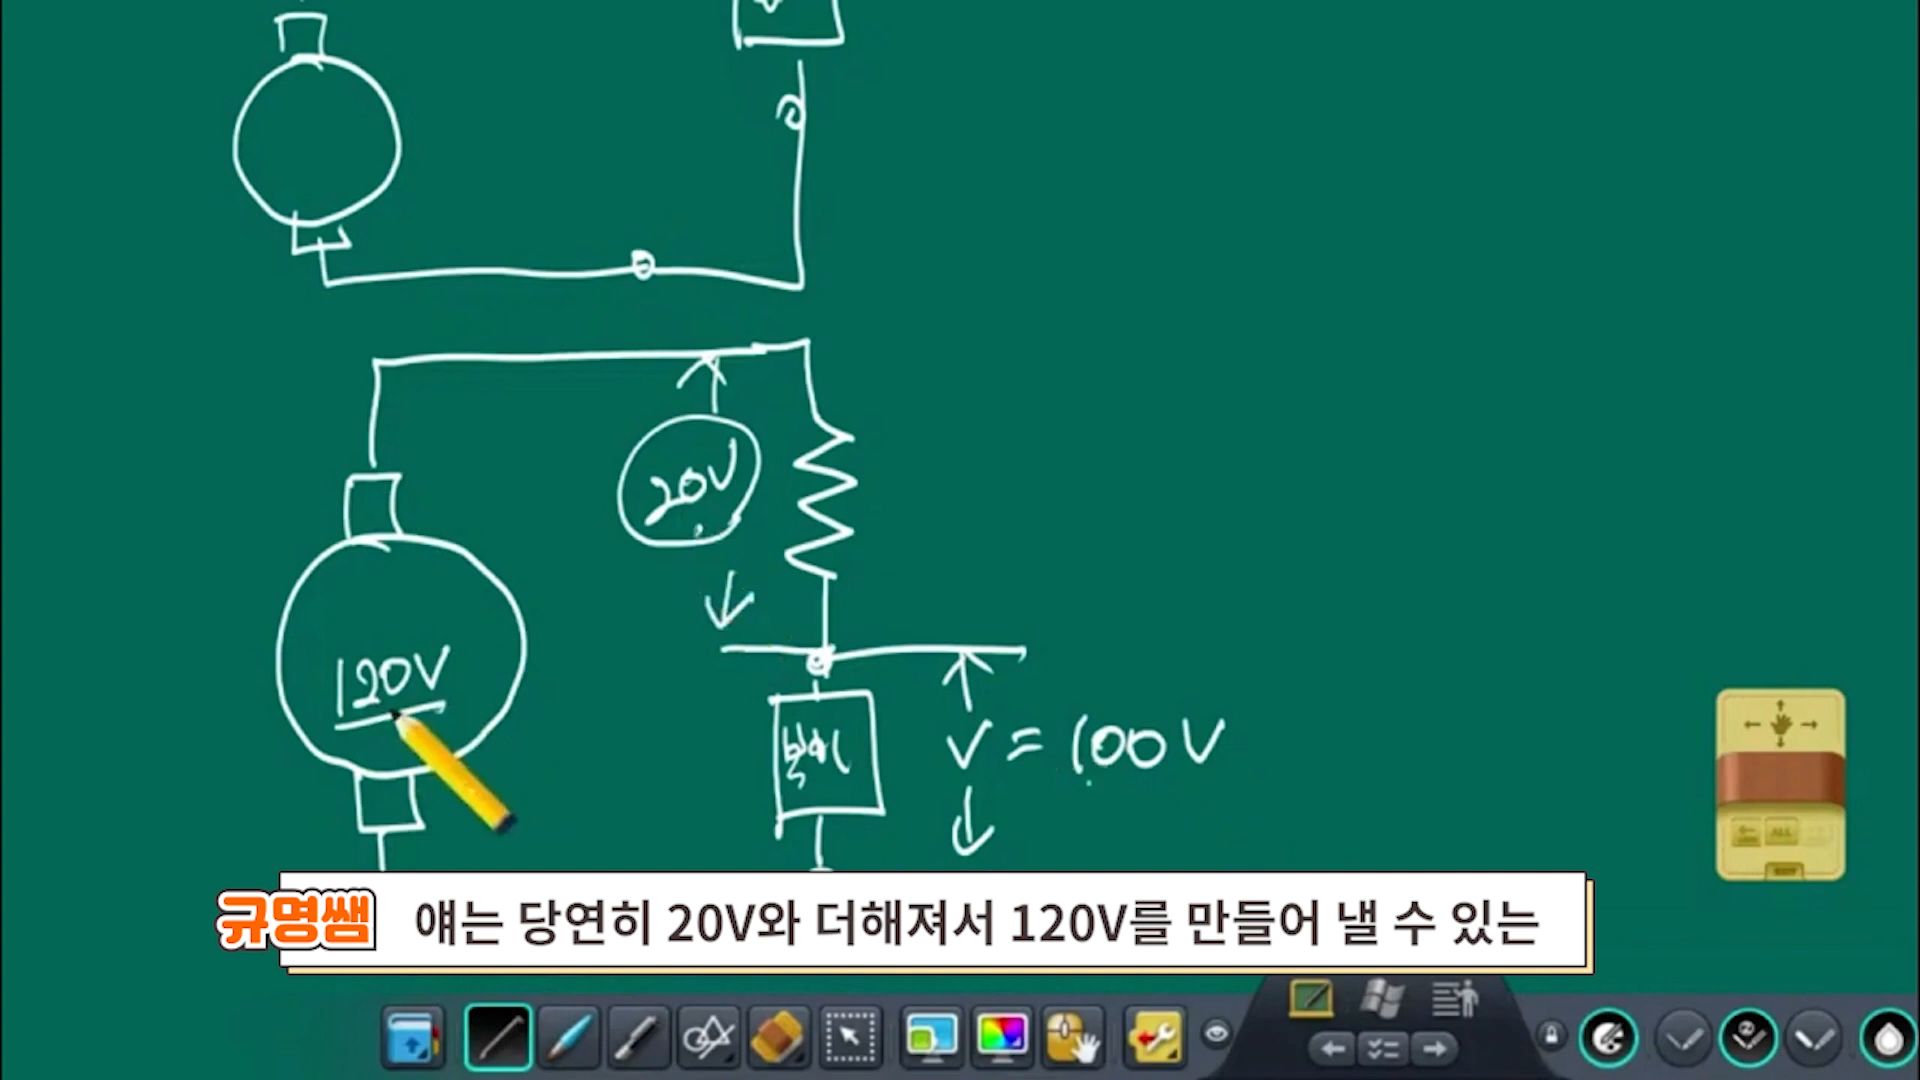 20V
120V
부하
V = 100V
규명쌤
얘는 당연히 20V와 더해져서 120V를 만들어 낼 수 있는